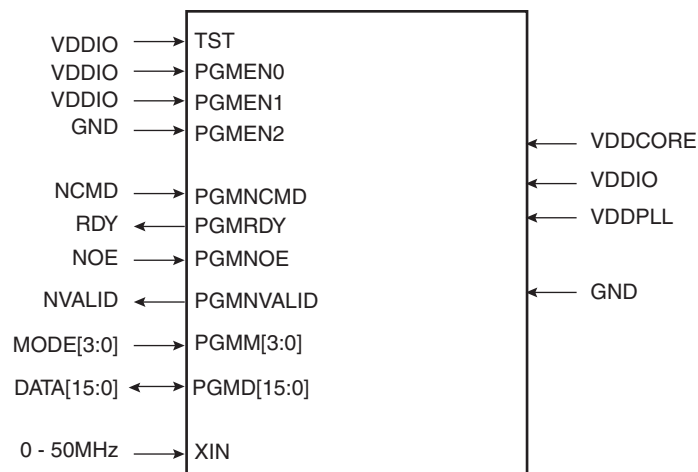 VDDIO TST
VDDIO PGMEN0
VDDIO PGMEN1
GND PGMEN2
VDDCORE
VDDIO
VDDPLL
GND
NCMD PGMNCMD
RDY PGMRDY
NOE PGMNOE
NVALID PGMNVALID
MODE[3:0] PGMM[3:0]
DATA[15:0] PGMD[15:0]
0 - 50MHz XIN